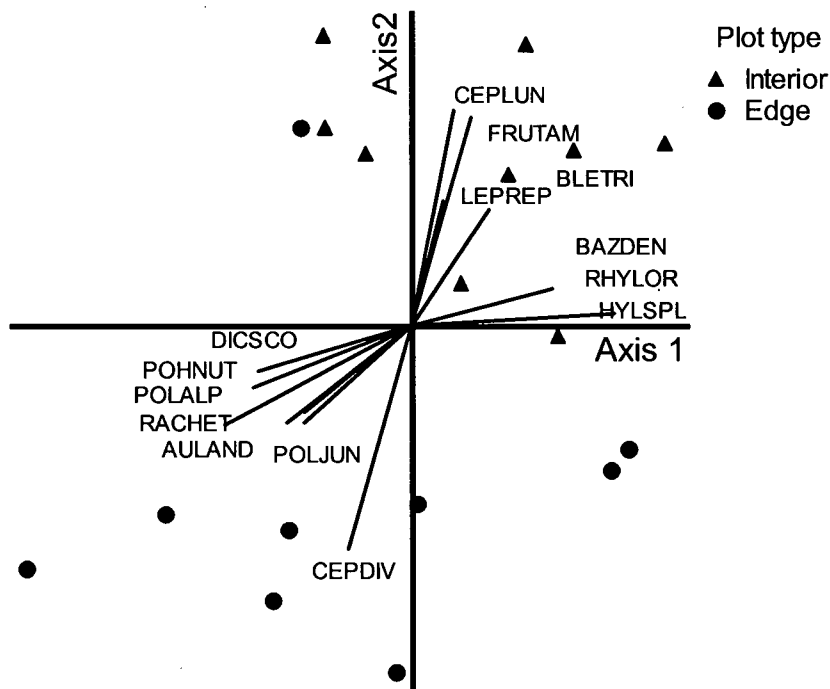 Axis2
Plot type
Interior
Edge
CEPLUN
FRUTAM
BLETRI
LEPREP
BAZDEN
RHYLOR
HYLSPL
Axis 1
DICSCO
POHNUT
POLALP
RACHET
AULAND
POLJUN
CEPDIV